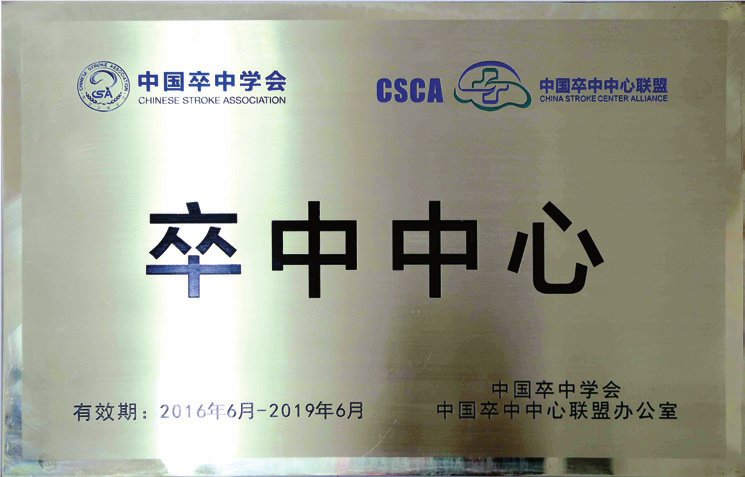 中国卒中学会
CHINESE STROKE ASSOCIATION
CSCA 中国卒中中心联盟
CHINA STROKE CENTER ALLIANCE
卒中中心
有效期：2016年6月-2019年6月
中国卒中学会
中国卒中中心联盟办公室